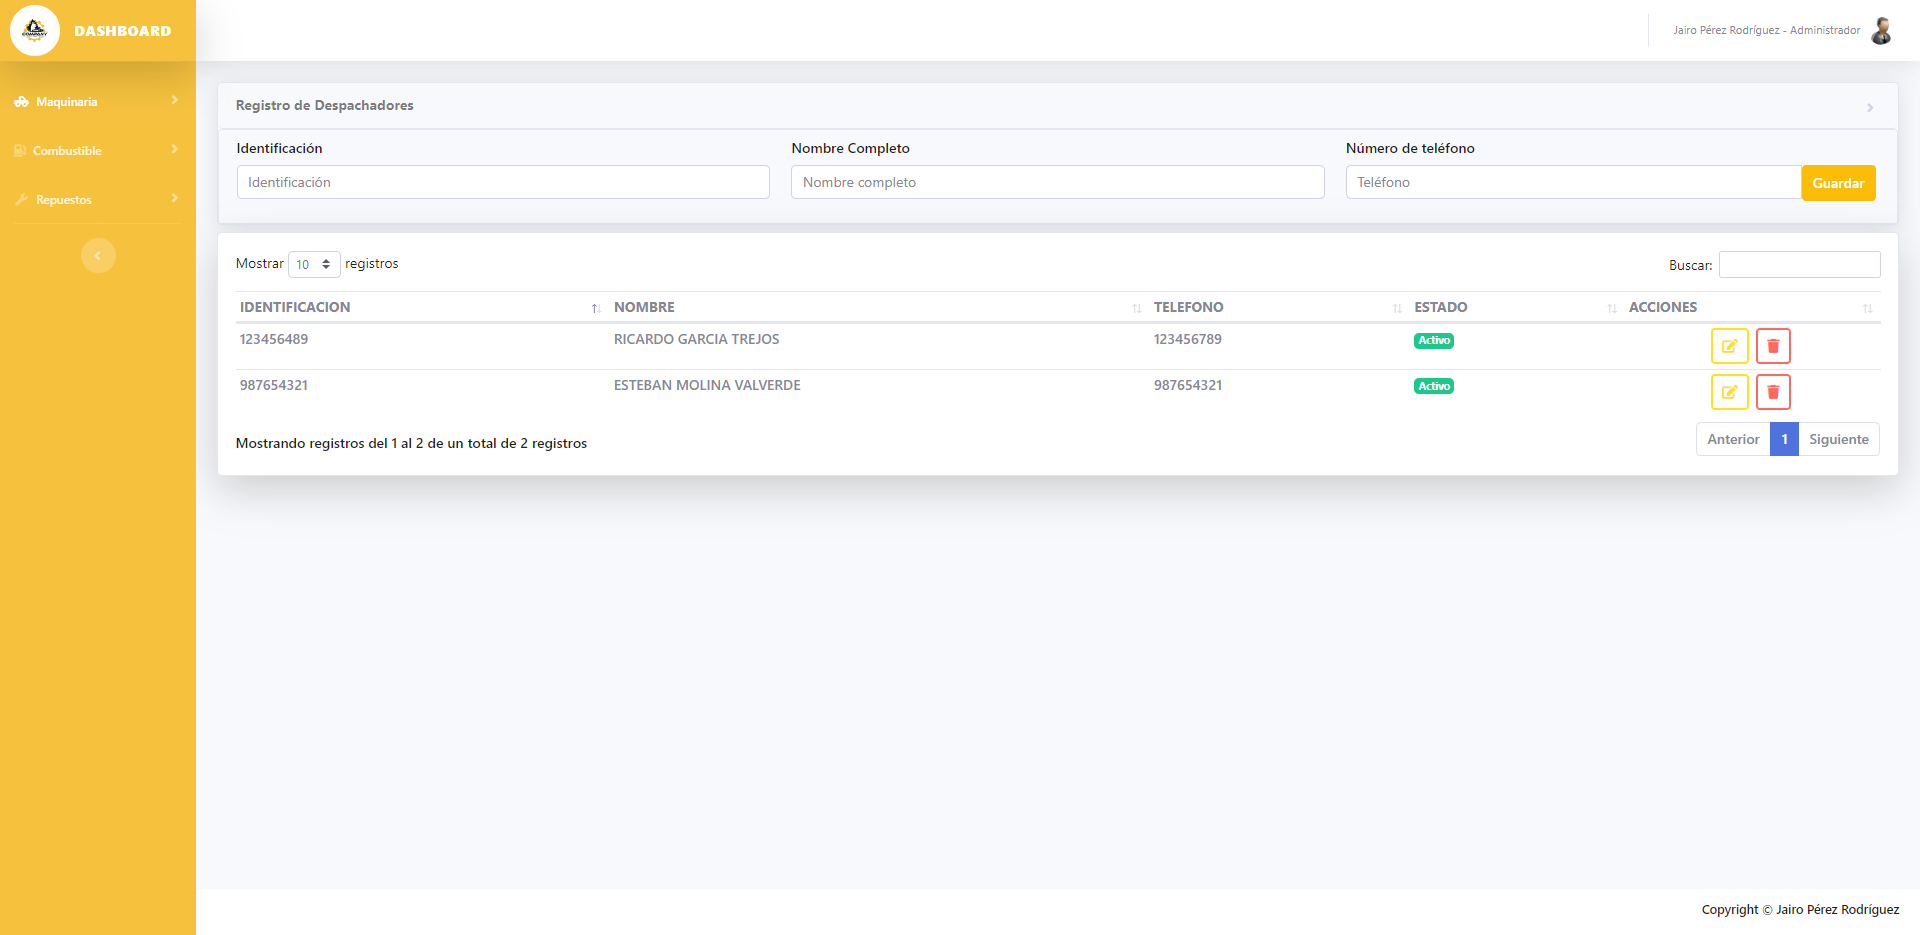 COMPANY
DASHBOARD
Jairo Pérez Rodríguez - Administrador
Maquinaria
Combustible
Repuestos
Registro de Despachadores
Identificación
Nombre Completo
Número de teléfono
Identificación
Nombre completo
Teléfono
Guardar
Mostrar 10 registros
Buscar:
IDENTIFICACION NOMBRE TELEFONO ESTADO ACCIONES
123456489 RICARDO GARCIA TREJOS 123456789 Activo
987654321 ESTEBAN MOLINA VALVERDE 987654321 Activo
Mostrando registros del 1 al 2 de un total de 2 registros
Anterior 1 Siguiente
Copyright © Jairo Pérez Rodríguez